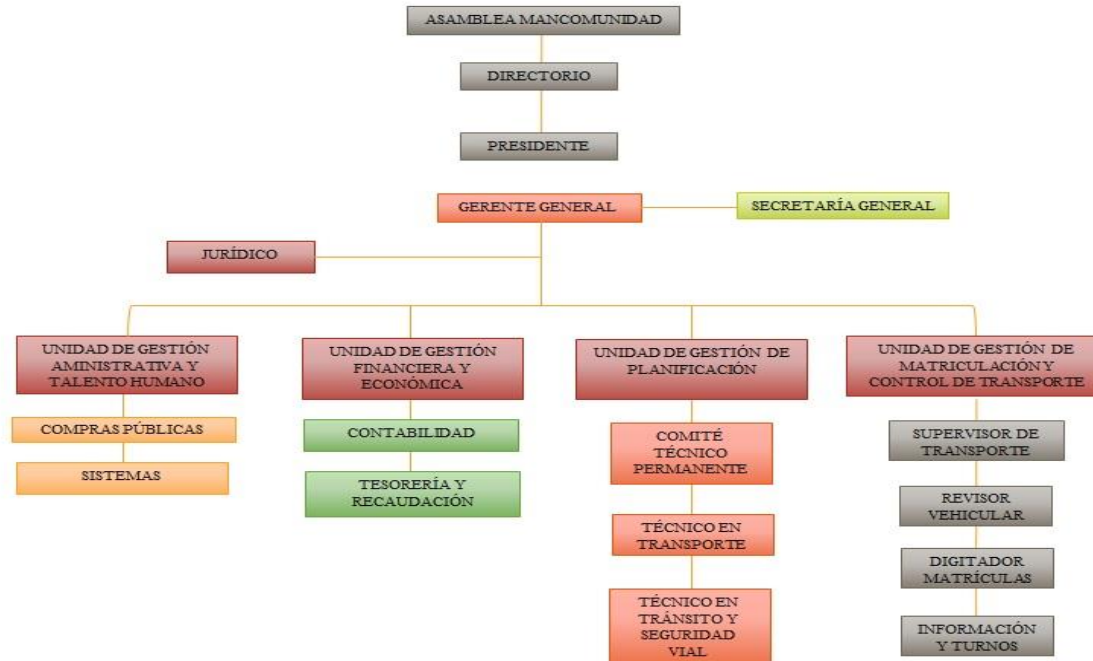 ASAMBLEA MANCOMUNIDAD
DIRECTORIO
PRESIDENTE
GERENTE GENERAL
SECRETARÍA GENERAL
JURÍDICO
UNIDAD DE GESTIÓN
AMINISTRATIVA Y
TALENTO HUMANO
COMPRAS PÚBLICAS
SISTEMAS
UNIDAD DE GESTIÓN
FINANCIERA Y
ECONÓMICA
CONTABILIDAD
TESORERÍA Y
RECAUDACIÓN
UNIDAD DE GESTIÓN DE
PLANIFICACIÓN
COMITÉ
TÉCNICO
PERMANENTE
TÉCNICO EN
TRANSPORTE
TÉCNICO EN
TRÁNSITO Y
SEGURIDAD
VIAL
UNIDAD DE GESTIÓN DE
MATRICULACIÓN Y
CONTROL DE TRANSPORTE
SUPERVISOR DE
TRANSPORTE
REVISOR
VEHICULAR
DIGITADOR
MATRÍCULAS
INFORMACIÓN
Y TURNOS